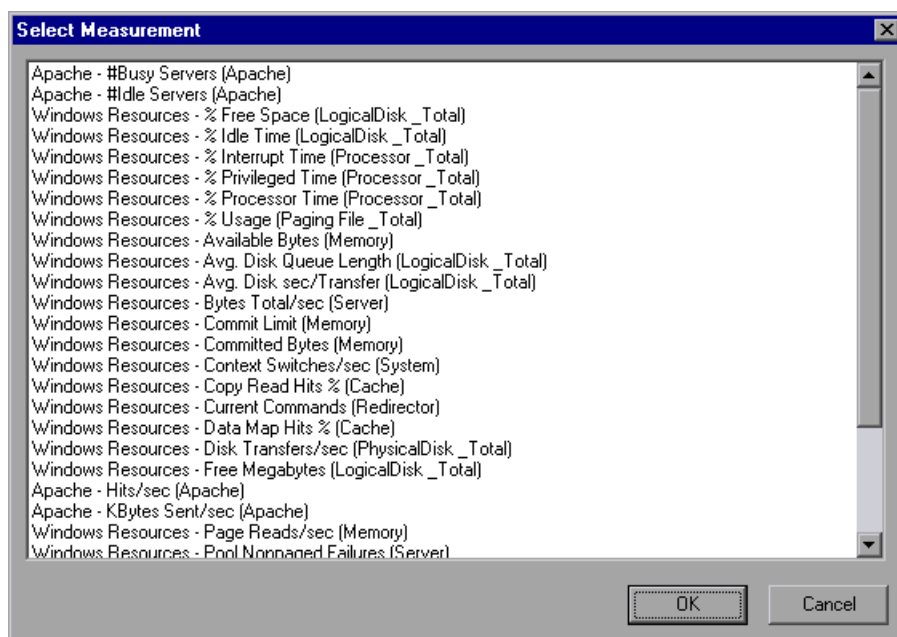 Select Measurement
Apache - #Busy Servers (Apache)
Apache - #Idle Servers (Apache)
Windows Resources - % Free Space (LogicalDisk _Total)
Windows Resources - % Idle Time (LogicalDisk _Total)
Windows Resources - % Interrupt Time (Processor _Total)
Windows Resources - % Privileged Time (Processor _Total)
Windows Resources - % Processor Time (Processor _Total)
Windows Resources - % Usage (Paging File _Total)
Windows Resources - Available Bytes (Memory)
Windows Resources - Avg. Disk Queue Length (LogicalDisk _Total)
Windows Resources - Avg. Disk sec/Transfer (LogicalDisk _Total)
Windows Resources - Bytes Total/sec (Server)
Windows Resources - Commit Limit (Memory)
Windows Resources - Committed Bytes (Memory)
Windows Resources - Context Switches/sec (System)
Windows Resources - Copy Read Hits % (Cache)
Windows Resources - Current Commands (Redirector)
Windows Resources - Data Map Hits % (Cache)
Windows Resources - Disk Transfers/sec (PhysicalDisk _Total)
Windows Resources - Free Megabytes (LogicalDisk _Total)
Apache - Hits/sec (Apache)
Apache - KBytes Sent/sec (Apache)
Windows Resources - Page Reads/sec (Memory)
Windows Resources - Pool Nonpaged Failures (Server)
OK Cancel